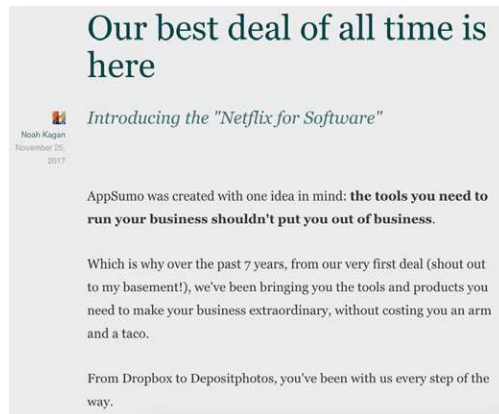 Our best deal of all time is
here
Introducing the "Netflix for Software"
Noah Kagan
November 25,
2017
AppSumo was created with one idea in mind: the tools you need to
run your business shouldn't put you out of business.
Which is why over the past 7 years, from our very first deal (shout out
to my basement!), we've been bringing you the tools and products you
need to make your business extraordinary, without costing you an arm
and a taco.
From Dropbox to Depositphotos, you've been with us every step of the
way.